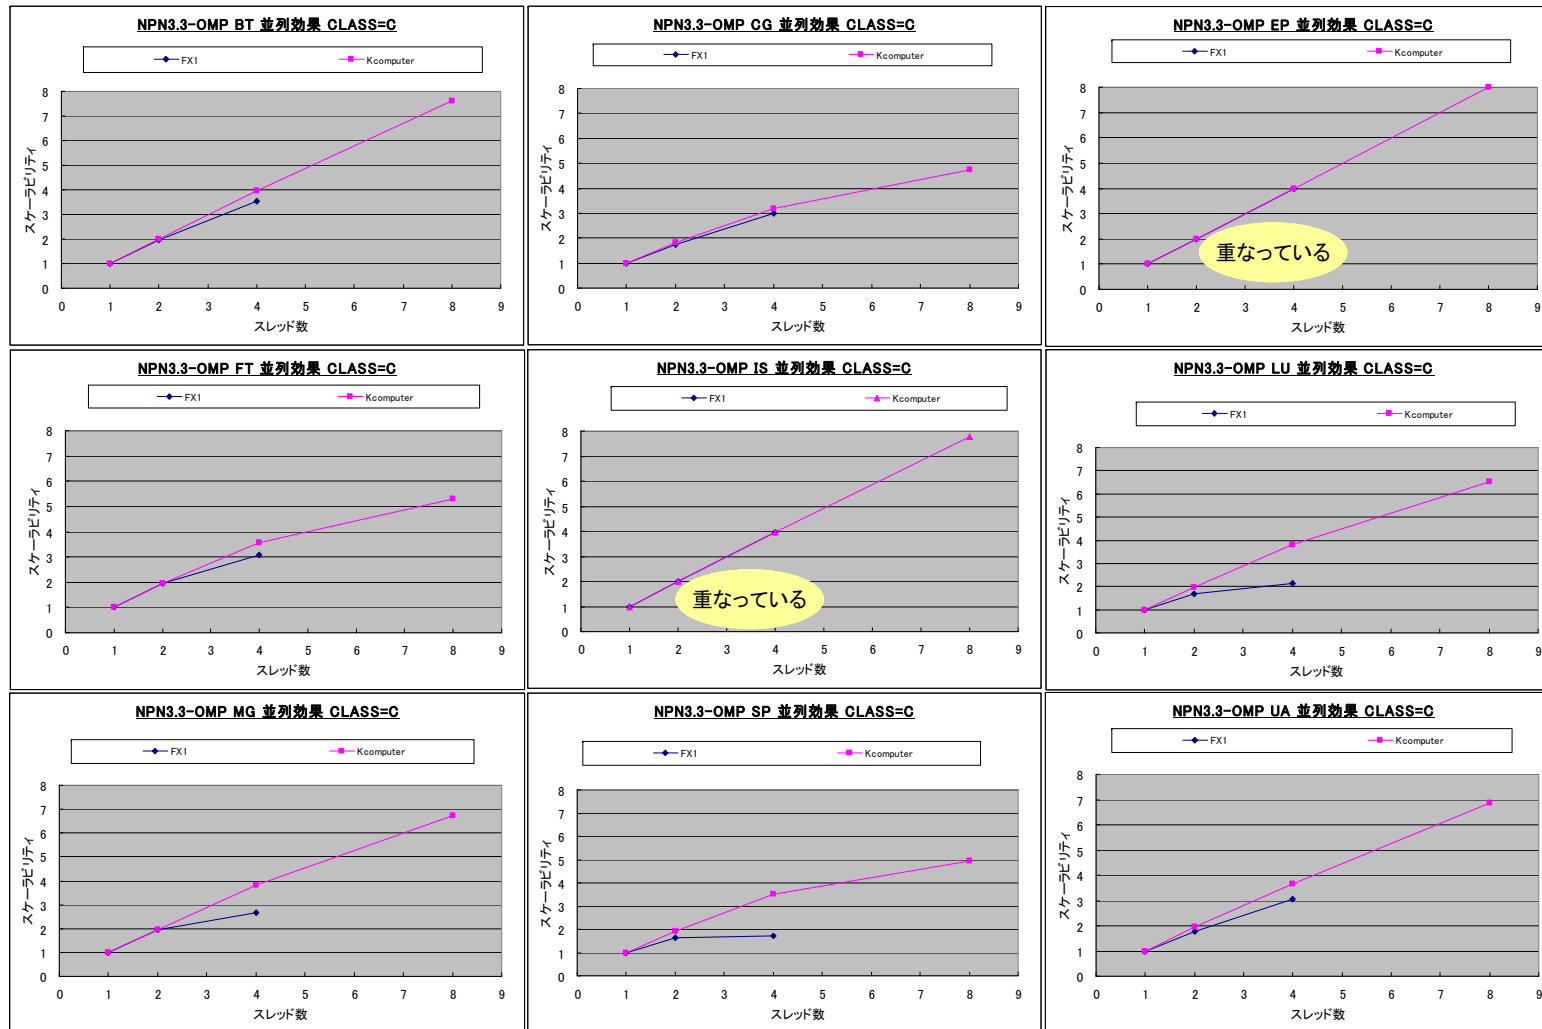 NPN3.3-OMP BT 並列効果 CLASS=C
FX1 Kcomputer
8
7
6
5
4
3
2
1
0
スケーラビリティ
0 1 2 3 4 5 6 7 8 9
スレッド数
NPN3.3-OMP CG 並列効果 CLASS=C
FX1 Kcomputer
8
7
6
5
4
3
2
1
0
スケーラビリティ
0 1 2 3 4 5 6 7 8 9
スレッド数
NPN3.3-OMP EP 並列効果 CLASS=C
FX1 Kcomputer
8
7
6
5
4
3
2
1
0
スケーラビリティ
重なっている
0 1 2 3 4 5 6 7 8 9
スレッド数
NPN3.3-OMP FT 並列効果 CLASS=C
FX1 Kcomputer
8
7
6
5
4
3
2
1
0
スケーラビリティ
0 1 2 3 4 5 6 7 8 9
スレッド数
NPN3.3-OMP IS 並列効果 CLASS=C
FX1 Kcomputer
8
7
6
5
4
3
2
1
0
スケーラビリティ
重なっている
0 1 2 3 4 5 6 7 8 9
スレッド数
NPN3.3-OMP LU 並列効果 CLASS=C
FX1 Kcomputer
8
7
6
5
4
3
2
1
0
スケーラビリティ
0 1 2 3 4 5 6 7 8 9
スレッド数
NPN3.3-OMP MG 並列効果 CLASS=C
FX1 Kcomputer
8
7
6
5
4
3
2
1
0
スケーラビリティ
0 1 2 3 4 5 6 7 8 9
スレッド数
NPN3.3-OMP SP 並列効果 CLASS=C
FX1 Kcomputer
8
7
6
5
4
3
2
1
0
スケーラビリティ
0 1 2 3 4 5 6 7 8 9
スレッド数
NPN3.3-OMP UA 並列効果 CLASS=C
FX1 Kcomputer
8
7
6
5
4
3
2
1
0
スケーラビリティ
0 1 2 3 4 5 6 7 8 9
スレッド数